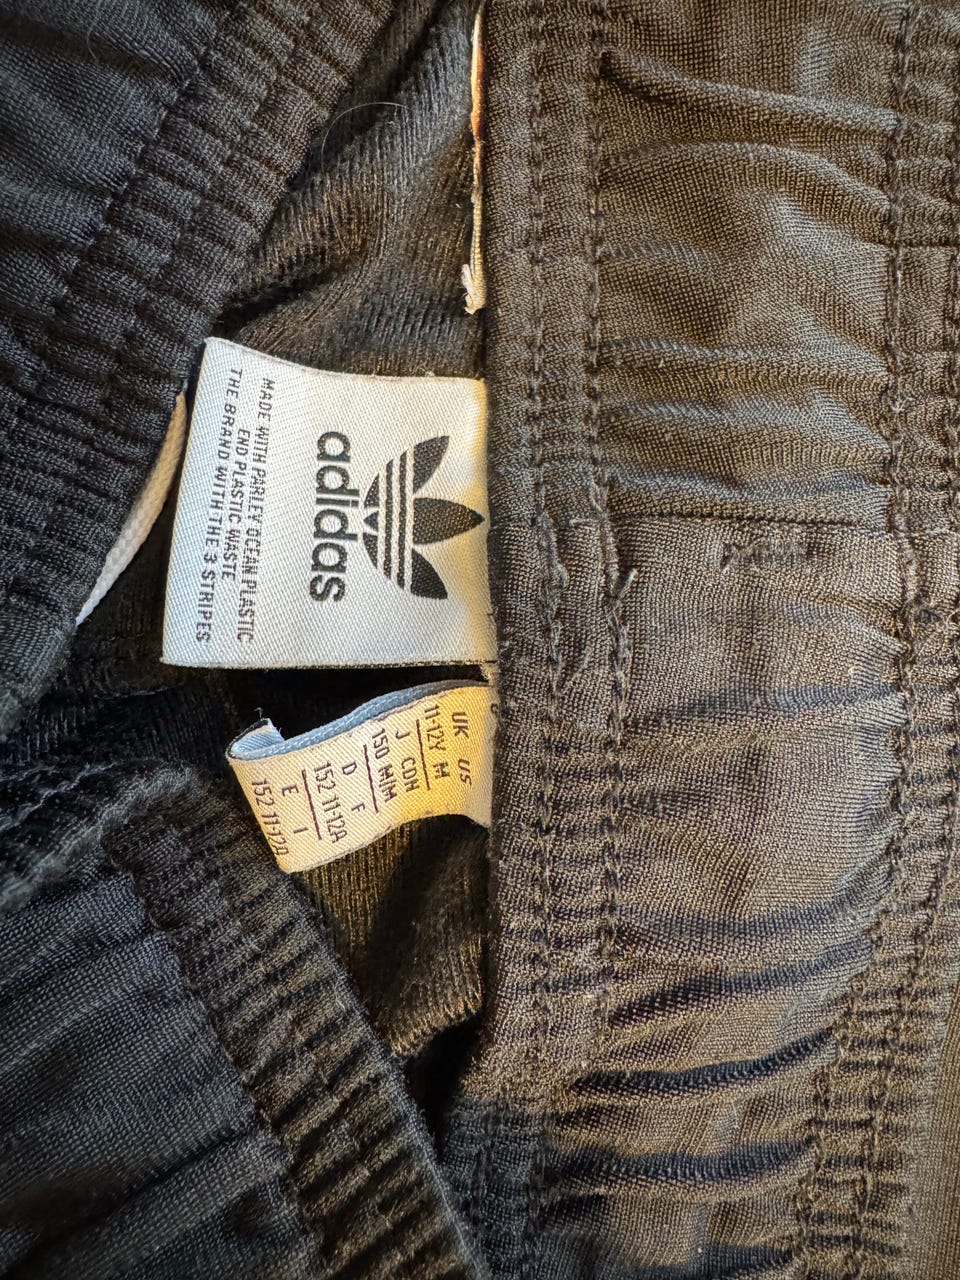 adidas
MADE WITH PARLEY OCEAN PLASTIC
END PLASTIC WASTE
THE BRAND WITH THE 3 STRIPES
UK US
11-12Y M
J CDN
150 M/M
D F
152 11-12A
E I
152 11-12A